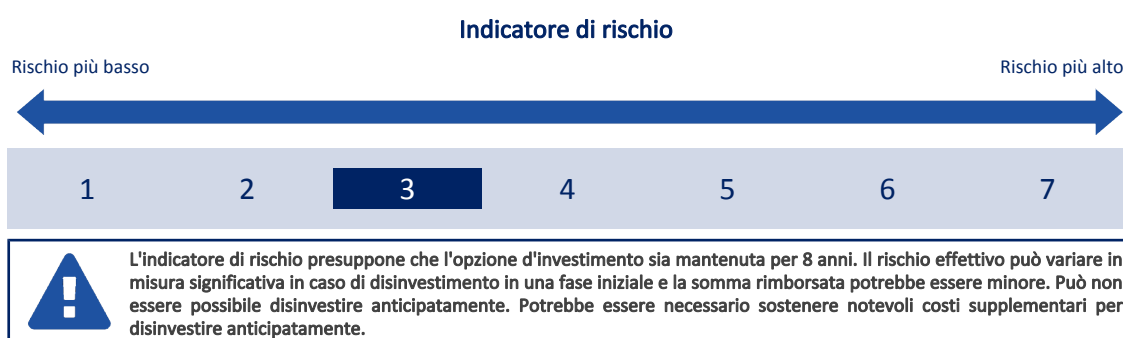 Indicatore di rischio
Rischio più basso
Rischio più alto
1 2 3 4 5 6 7
L'indicatore di rischio presuppone che l'opzione d'investimento sia mantenuta per 8 anni. Il rischio effettivo può variare in
misura significativa in caso di disinvestimento in una fase iniziale e la somma rimborsata potrebbe essere minore. Può non
essere possibile disinvestire anticipatamente. Potrebbe essere necessario sostenere notevoli costi supplementari per
disinvestire anticipatamente.